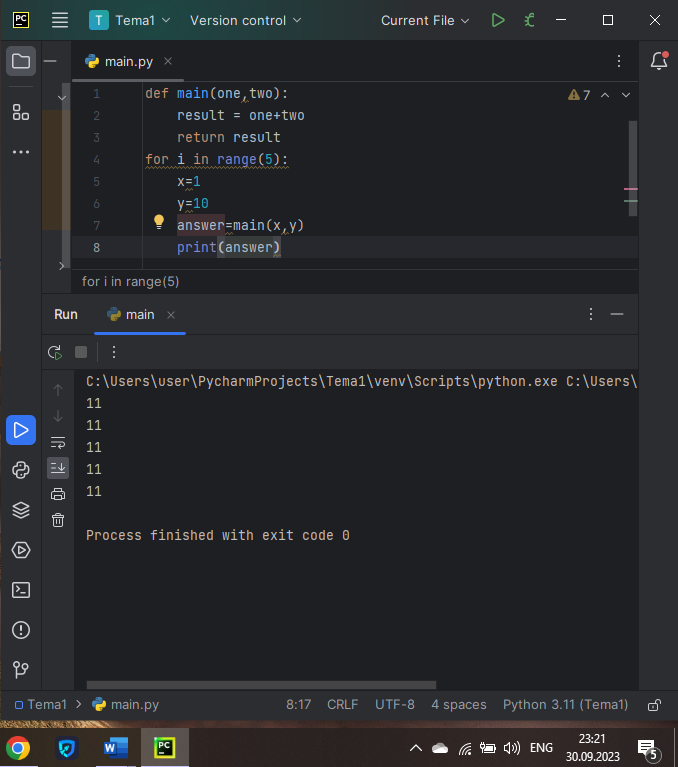 PC
T Tema1 Version control Current File
main.py
7
1 def main(one,two):
2 result = one+two
3 return result
4 for i in range(5):
5 x=1
6 y=10
7 answer=main(x,y)
8 print(answer)
for i in range(5)
Run main
C:\Users\user\PycharmProjects\Tema1\venv\Scripts\python.exe C:\Users\
11
11
11
11
11
Process finished with exit code 0
Tema1 main.py 8:17 CRLF UTF-8 4 spaces Python 3.11 (Tema1)
W PC ENG 23:21
30.09.2023 5